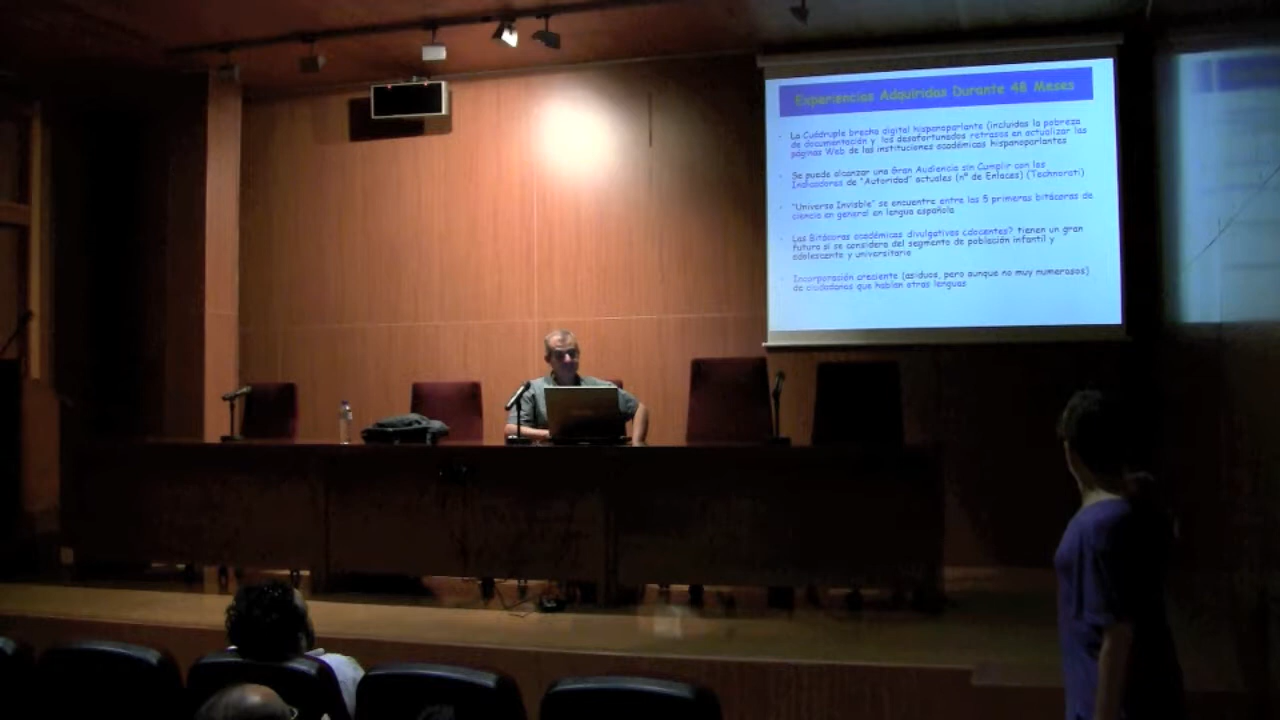 Experiencias Adquiridas Durante 48 Meses
La Cuádruple brecha digital hispanoparlante (incluidas la pobreza
de documentación y los desafortunados retrasos en actualizar las
páginas Web de las instituciones académicas hispanoparlantes
Se puede alcanzar una Gran Audiencia sin Cumplir con los
Indicadores de "Autoridad" actuales (nº de Enlaces) (Technorati)
"Universo Invisble" se encuentre entre las 5 primeras bitácoras de
ciencia en general en lengua española
Las Bitácoras académicas divulgativas ¿docentes? tienen un gran
futuro si se considera del segmento de población infantil y
adolescente y universitario
Incorporación creciente (asiduos, pero aunque no muy numerosos)
de ciudadanos que hablan otras lenguas